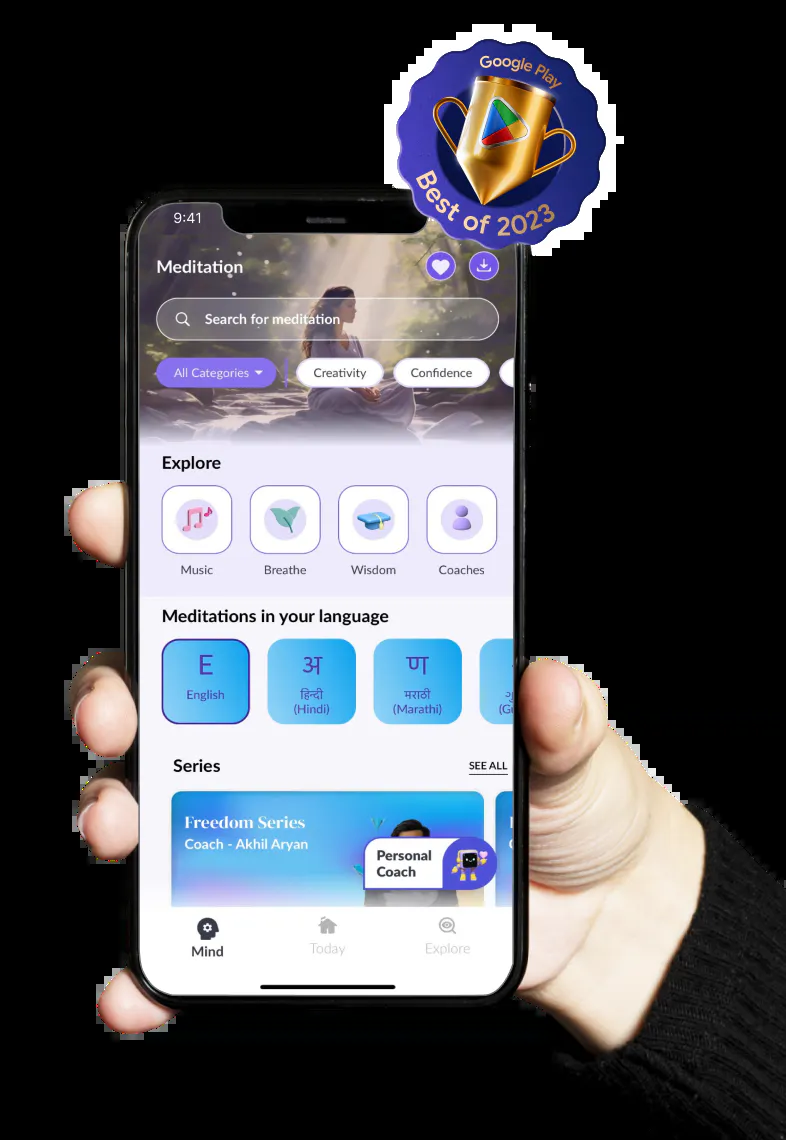 Google Play
Best of 2023
9:41
Meditation
Search for meditation
All Categories
Creativity
Confidence
Explore
Music
Breathe
Wisdom
Coaches
Meditations in your language
E
अ
ण
English
हिन्दी
(Hindi)
मराठी
(Marathi)
Series
SEE ALL
Freedom Series
Coach - Akhil Aryan
Personal
Coach
Mind
Today
Explore